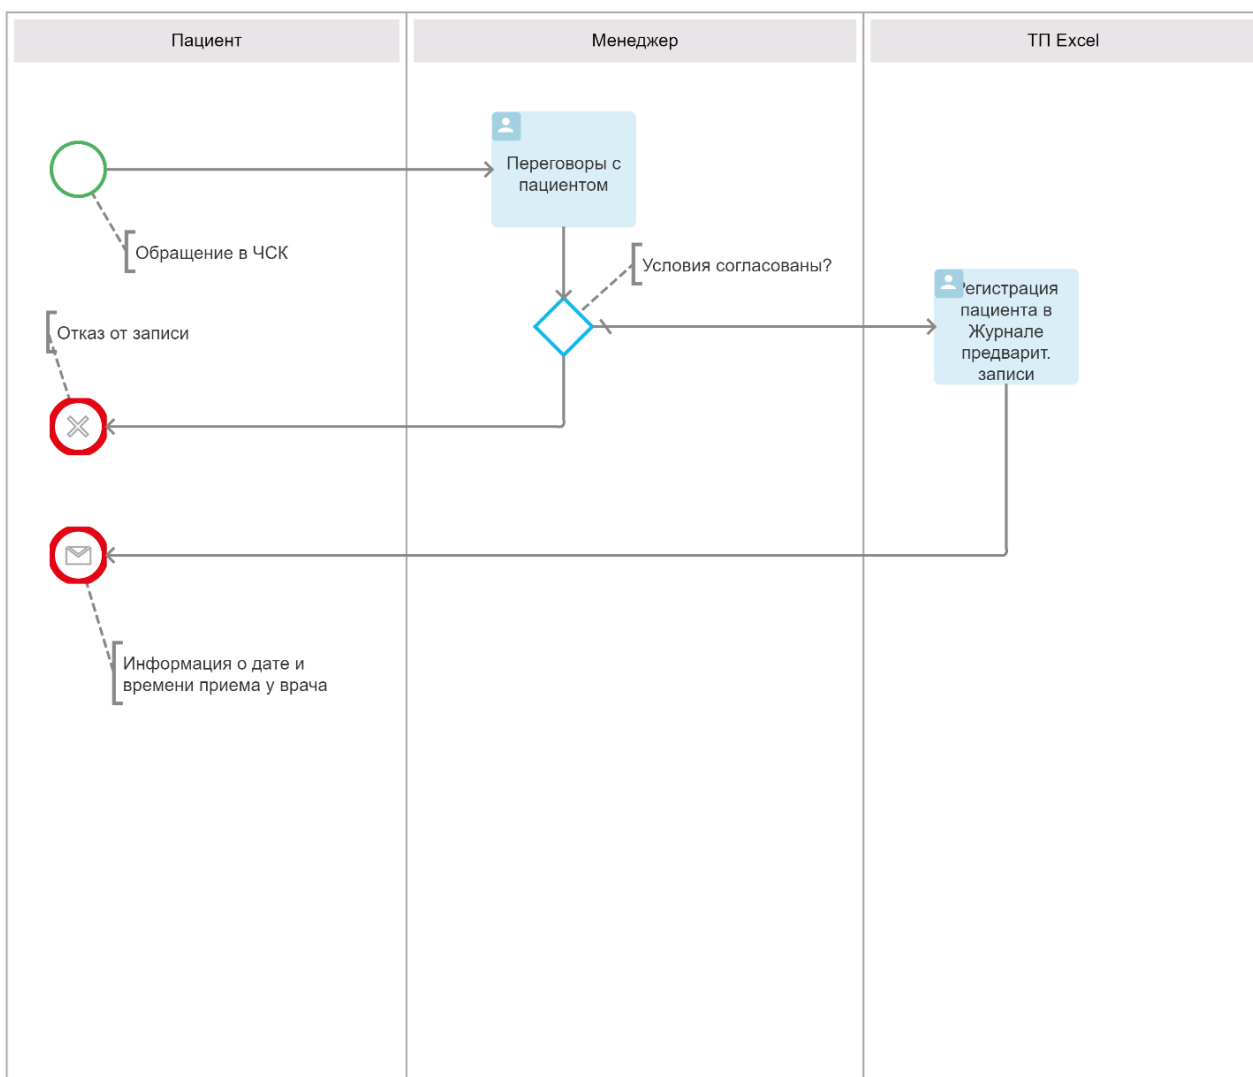 Пациент
Менеджер
ТП Excel
Переговоры с
пациентом
Обращение в ЧСК
Условия согласованы?
Регистрация
пациента в
Журнале
предварит.
записи
Отказ от записи
Информация о дате и
времени приема у врача